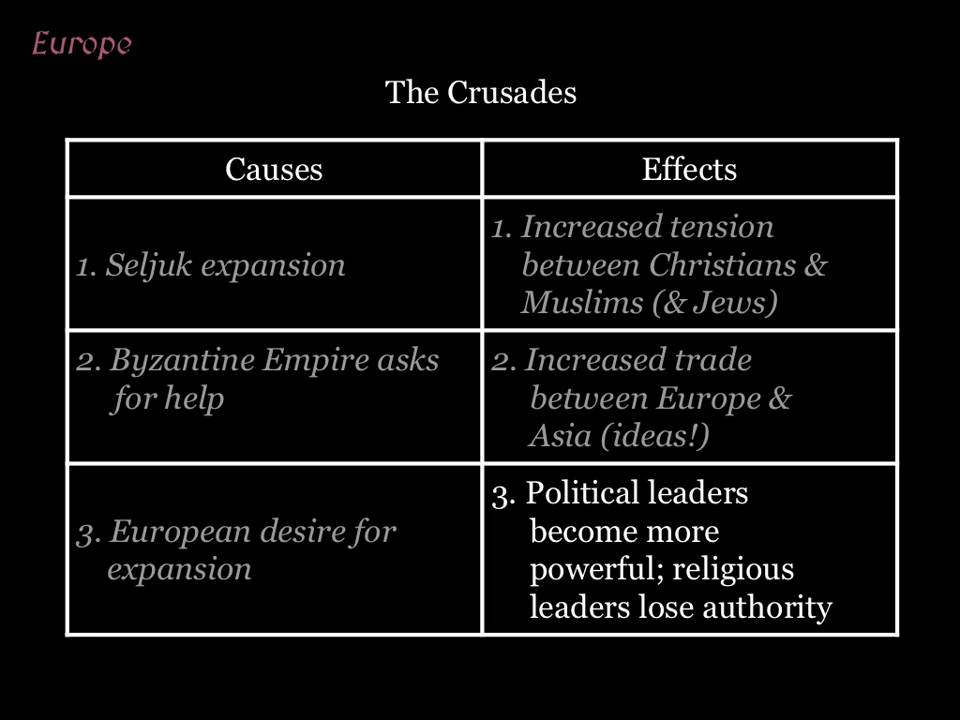 Europe
The Crusades
Causes
Effects
1. Seljuk expansion
1. Increased tension
between Christians &
Muslims (& Jews)
2. Byzantine Empire asks
for help
2. Increased trade
between Europe &
Asia (ideas!)
3. European desire for
expansion
3. Political leaders
become more
powerful; religious
leaders lose authority